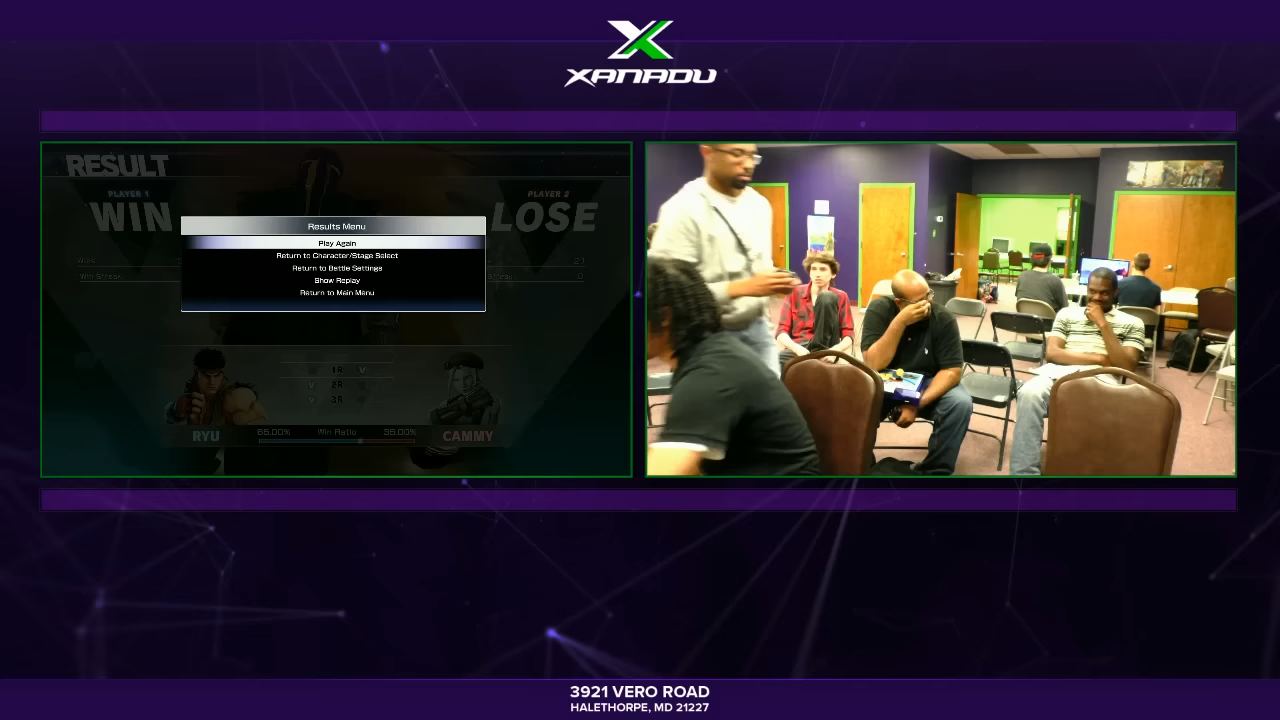 XANADU
RESULT
PLAYER 1
WIN
PLAYER 2
LOSE
Results Menu
Play Again
Return to Character/Stage Select
Return to Battle Settings
Show Replay
Return to Main Menu
Wins
21
Win Streak
0
1R V
V 2R
V 3R
RYU
Win Ratio
35.00%
CAMMY
3921 VERO ROAD
HALETHORPE, MD 21227